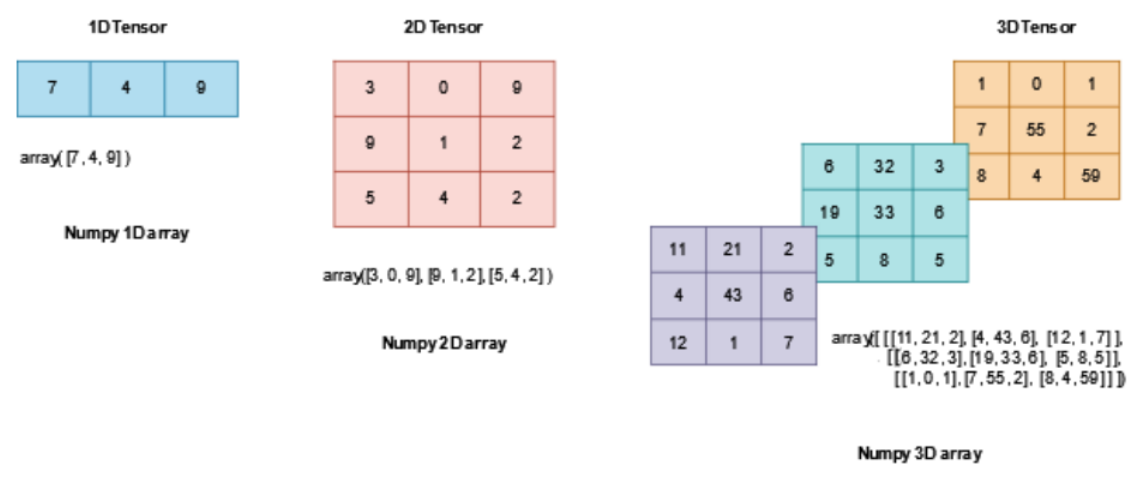 1D Tensor
7 4 9
array( [7, 4, 9] )
Numpy 1D array
2D Tensor
3 0 9
9 1 2
5 4 2
array([3, 0, 9], [9, 1, 2], [5, 4, 2] )
Numpy 2D array
3D Tensor
1 0 1
7 55 2
8 4 59
6 32 3
19 33 6
5 8 5
11 21 2
4 43 6
12 1 7
array([ [ [[11, 21, 2], [4, 43, 6], [12, 1, 7] ],
[[6, 32, 3], [19, 33, 6], [5, 8, 5]],
[[1, 0, 1], [7, 55, 2], [8, 4, 59]] ])
Numpy 3D array